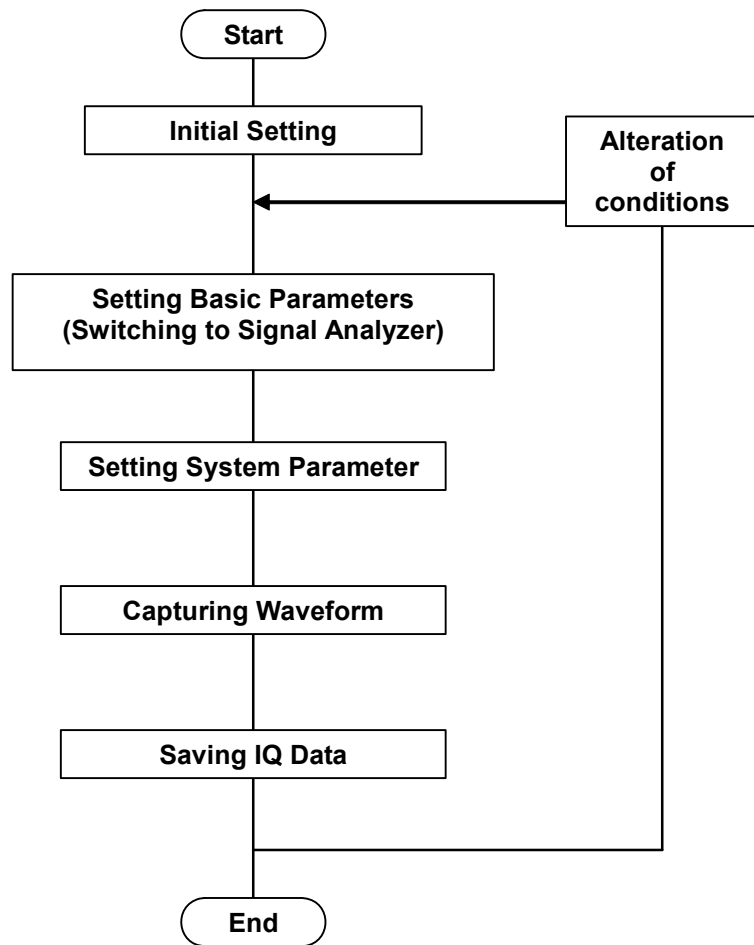 Start
Initial Setting
Alteration
of
conditions
Setting Basic Parameters
(Switching to Signal Analyzer)
Setting System Parameter
Capturing Waveform
Saving IQ Data
End